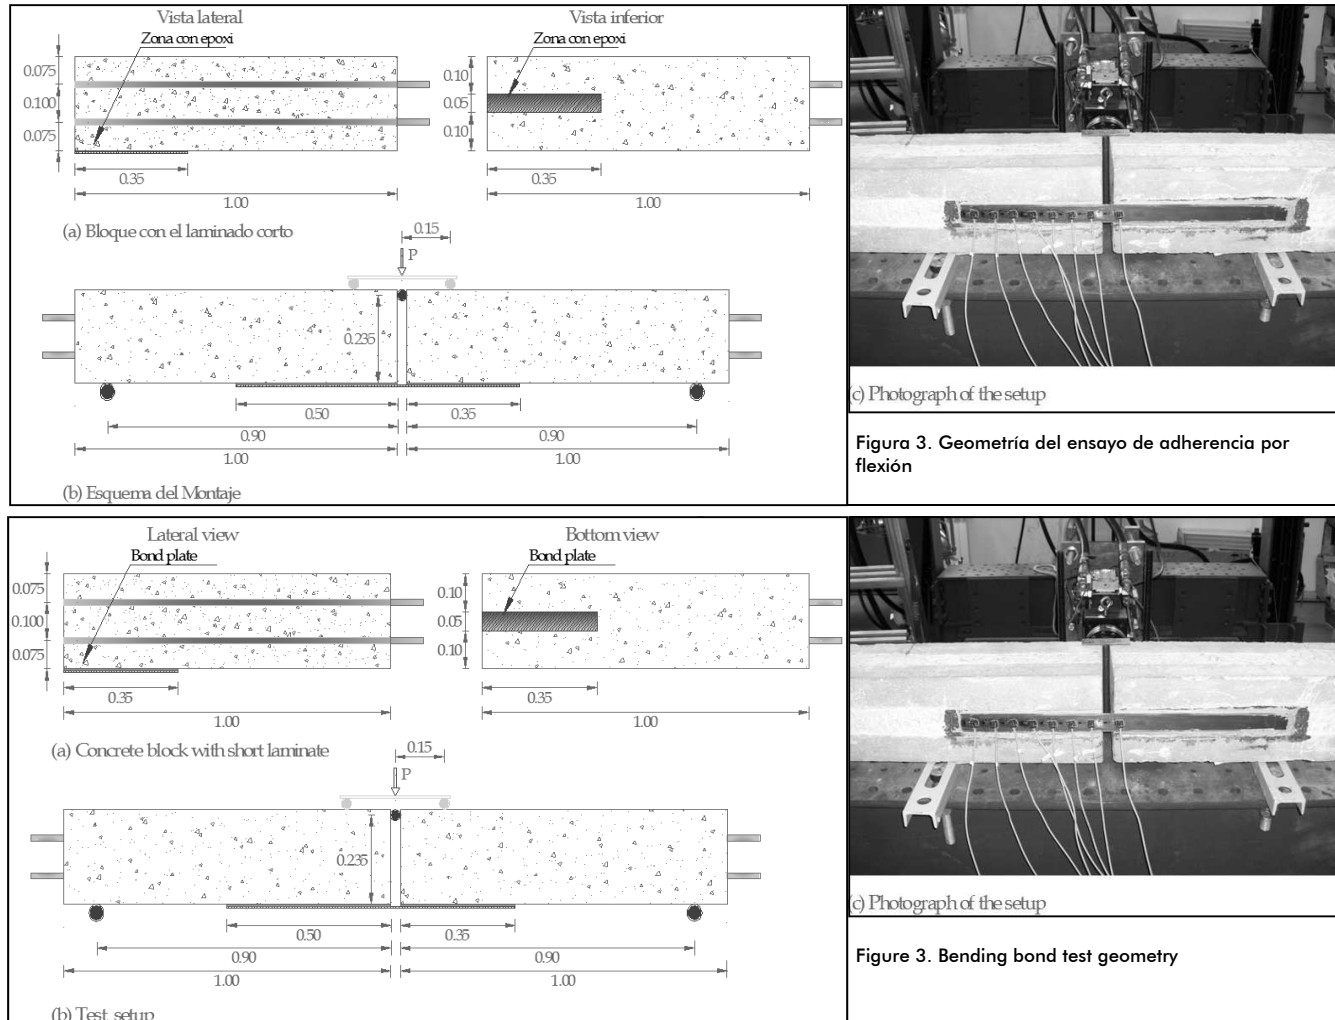 Vista lateral
Vista inferior
Zona con epoxi
Zona con epoxi
0.075
0.100
0.075
0.10
0.05
0.10
0.35
0.35
1.00
1.00
(a) Bloque con el laminado corto
0.15
P
0.235
0.50
0.35
0.90
0.90
1.00
1.00
(b) Esquema del Montaje
(c) Photograph of the setup
Figura 3. Geometría del ensayo de adherencia por
flexión
Lateral view
Bottom view
Bond plate
Bond plate
0.075
0.100
0.075
0.10
0.05
0.10
0.35
0.35
1.00
1.00
(a) Concrete block with short laminate
0.15
P
0.235
0.50
0.35
0.90
0.90
1.00
1.00
(b) Test setup
(c) Photograph of the setup
Figure 3. Bending bond test geometry